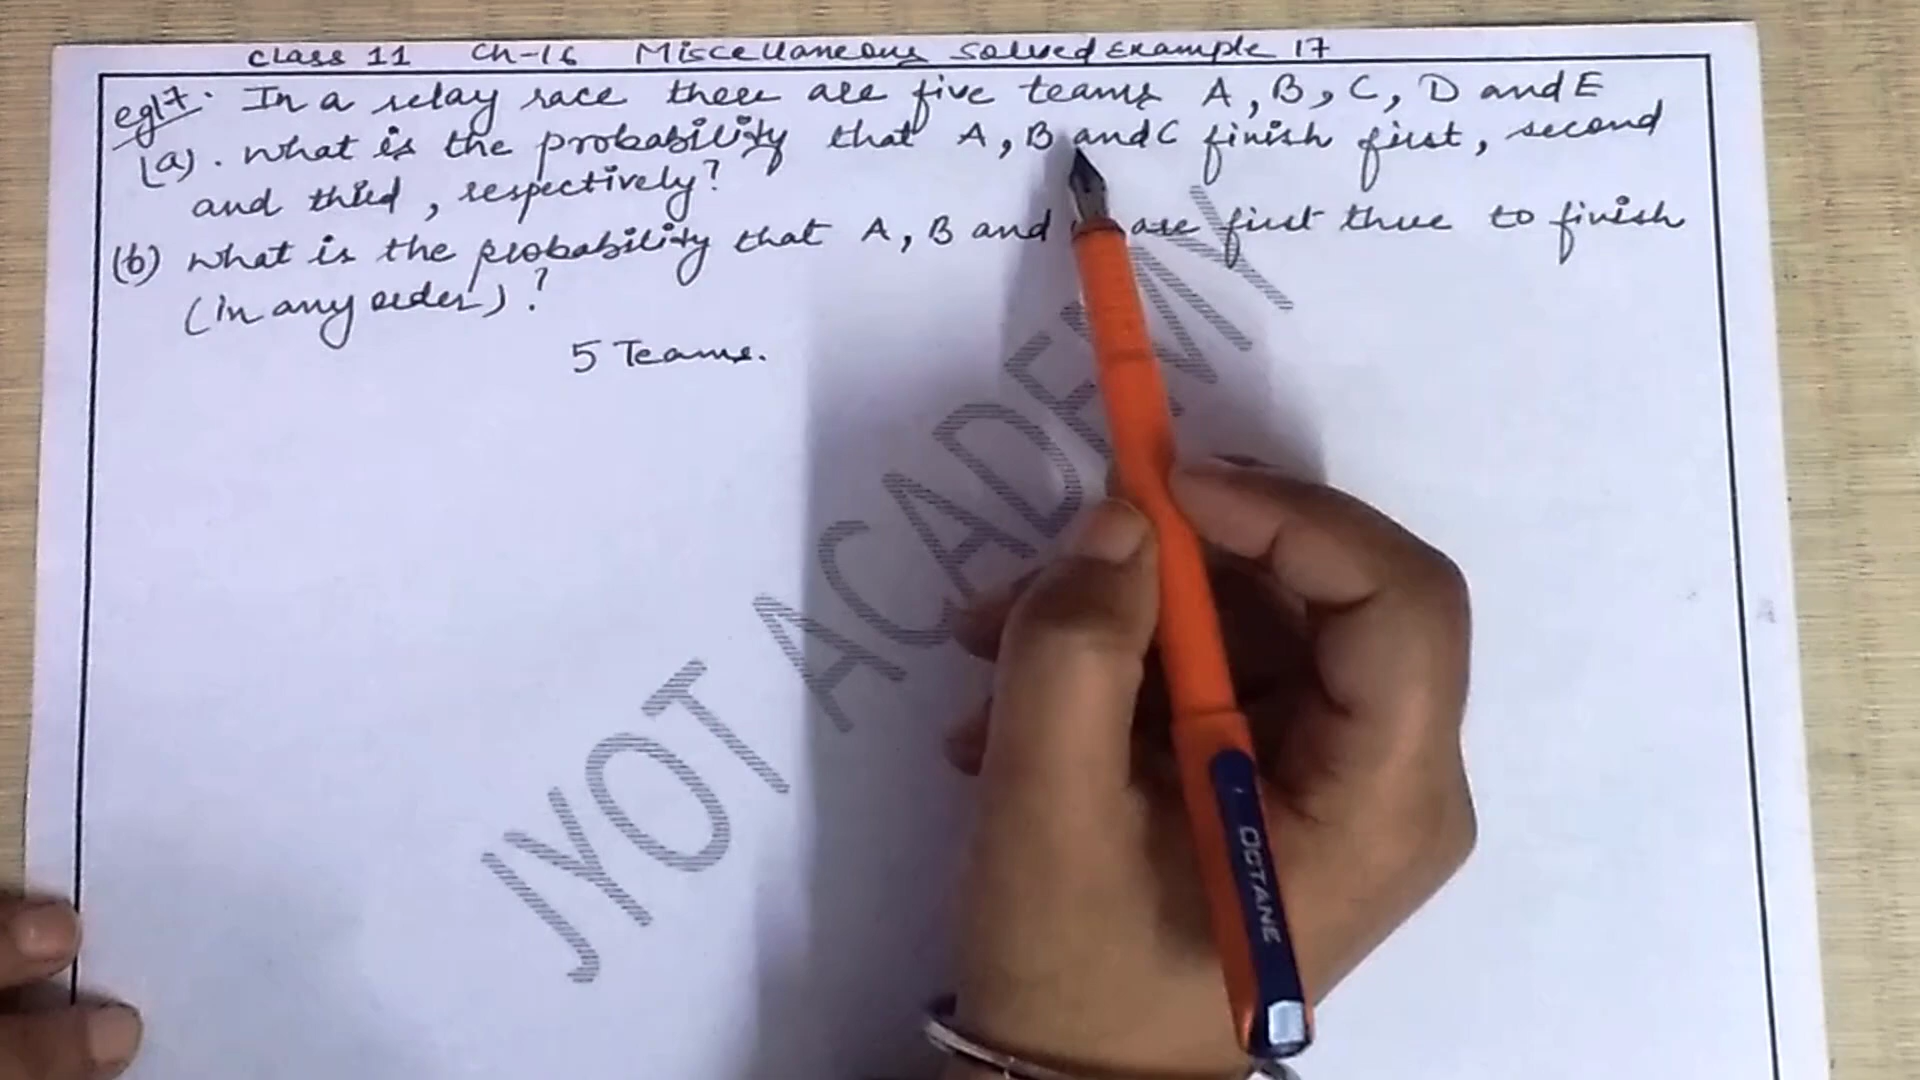 Class 11 Ch-16 Miscellaneous Solved Example 17
eg17. In a relay race there are five teams A, B, C, D and E
(a). What is the probability that A, B and C finish first, second
and third, respectively?
(b) What is the probability that A, B and are first three to finish
(in any order)?
5 Teams.
JYOT ACADEMY
OCTANE